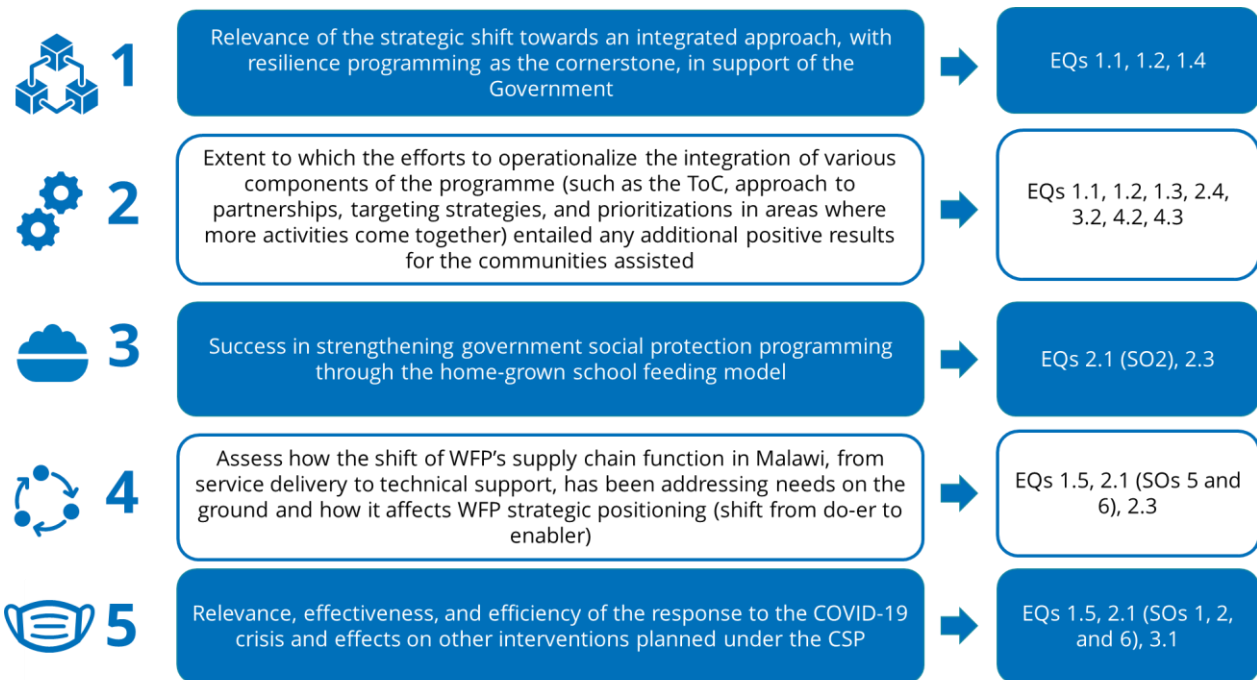 1
Relevance of the strategic shift towards an integrated approach, with
resilience programming as the cornerstone, in support of the
Government
EQs 1.1, 1.2, 1.4
2
Extent to which the efforts to operationalize the integration of various
components of the programme (such as the ToC, approach to
partnerships, targeting strategies, and prioritizations in areas where
more activities come together) entailed any additional positive results
for the communities assisted
EQs 1.1, 1.2, 1.3, 2.4,
3.2, 4.2, 4.3
3
Success in strengthening government social protection programming
through the home-grown school feeding model
EQs 2.1 (SO2), 2.3
4
Assess how the shift of WFP’s supply chain function in Malawi, from
service delivery to technical support, has been addressing needs on the
ground and how it affects WFP strategic positioning (shift from do-er to
enabler)
EQs 1.5, 2.1 (SOs 5 and
6), 2.3
5
Relevance, effectiveness, and efficiency of the response to the COVID-19
crisis and effects on other interventions planned under the CSP
EQs 1.5, 2.1 (SOs 1, 2,
and 6), 3.1